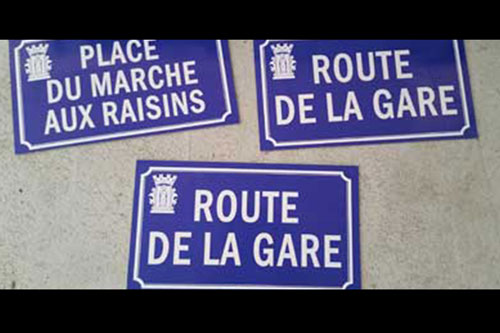 PLACE
DU MARCHE
AUX RAISINS
ROUTE
DE LA GARE
ROUTE
DE LA GARE